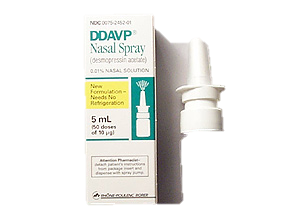 NDC 0075-2452-01
DDAVP®
Nasal Spray
(desmopressin acetate)
0.01% NASAL SOLUTION
New
Formulation–
Needs No
Refrigeration
5 mL
(50 doses
of 10 µg)
Attention Pharmacist–
detach patient's instructions
from package insert and
dispense with spray pump.
RHÔNE-POULENC RORER